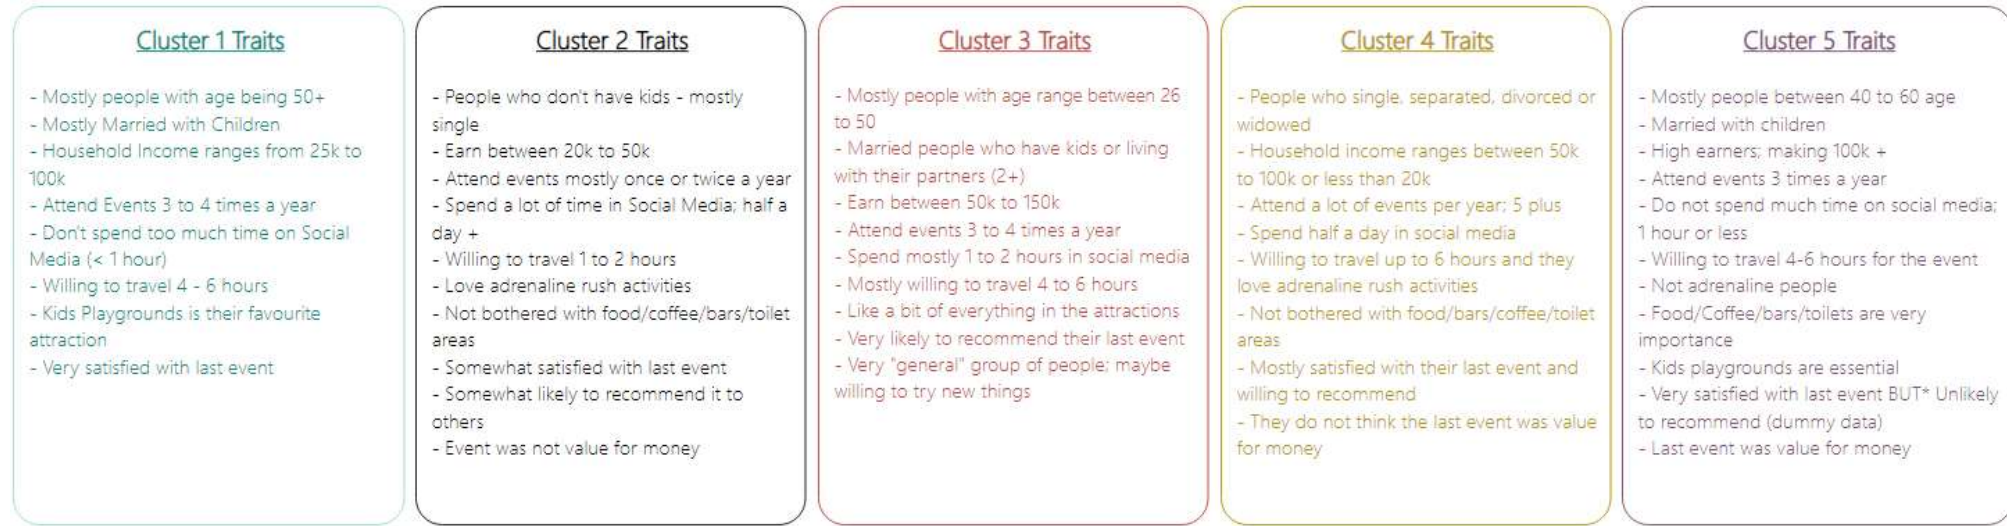 Cluster 1 Traits
- Mostly people with age being 50+
- Mostly Married with Children
- Household Income ranges from 25k to
100k
- Attend Events 3 to 4 times a year
- Don't spend too much time on Social
Media (< 1 hour)
- Willing to travel 4 - 6 hours
- Kids Playgrounds is their favourite
attraction
- Very satisfied with last event
Cluster 2 Traits
- People who don't have kids - mostly
single
- Earn between 20k to 50k
- Attend events mostly once or twice a year
- Spend a lot of time in Social Media; half a
day +
- Willing to travel 1 to 2 hours
- Love adrenaline rush activities
- Not bothered with food/coffee/bars/toilet
areas
- Somewhat satisfied with last event
- Somewhat likely to recommend it to
others
- Event was not value for money
Cluster 3 Traits
- Mostly people with age range between 26
to 50
- Married people who have kids or living
with their partners (2+)
- Earn between 50k to 150k
- Attend events 3 to 4 times a year
- Spend mostly 1 to 2 hours in social media
- Mostly willing to travel 4 to 6 hours
- Like a bit of everything in the attractions
- Very likely to recommend their last event
- Very "general" group of people; maybe
willing to try new things
Cluster 4 Traits
- People who single, separated, divorced or
widowed
- Household income ranges between 50k
to 100k or less than 20k
- Attend a lot of events per year; 5 plus
- Spend half a day in social media
- Willing to travel up to 6 hours and they
love adrenaline rush activities
- Not bothered with food/bars/coffee/toilet
areas
- Mostly satisfied with their last event and
willing to recommend
- They do not think the last event was value
for money
Cluster 5 Traits
- Mostly people between 40 to 60 age
- Married with children
- High earners; making 100k +
- Attend events 3 times a year
- Do not spend much time on social media;
1 hour or less
- Willing to travel 4-6 hours for the event
- Not adrenaline people
- Food/Coffee/bars/toilets are very
importance
- Kids playgrounds are essential
- Very satisfied with last event BUT* Unlikely
to recommend (dummy data)
- Last event was value for money